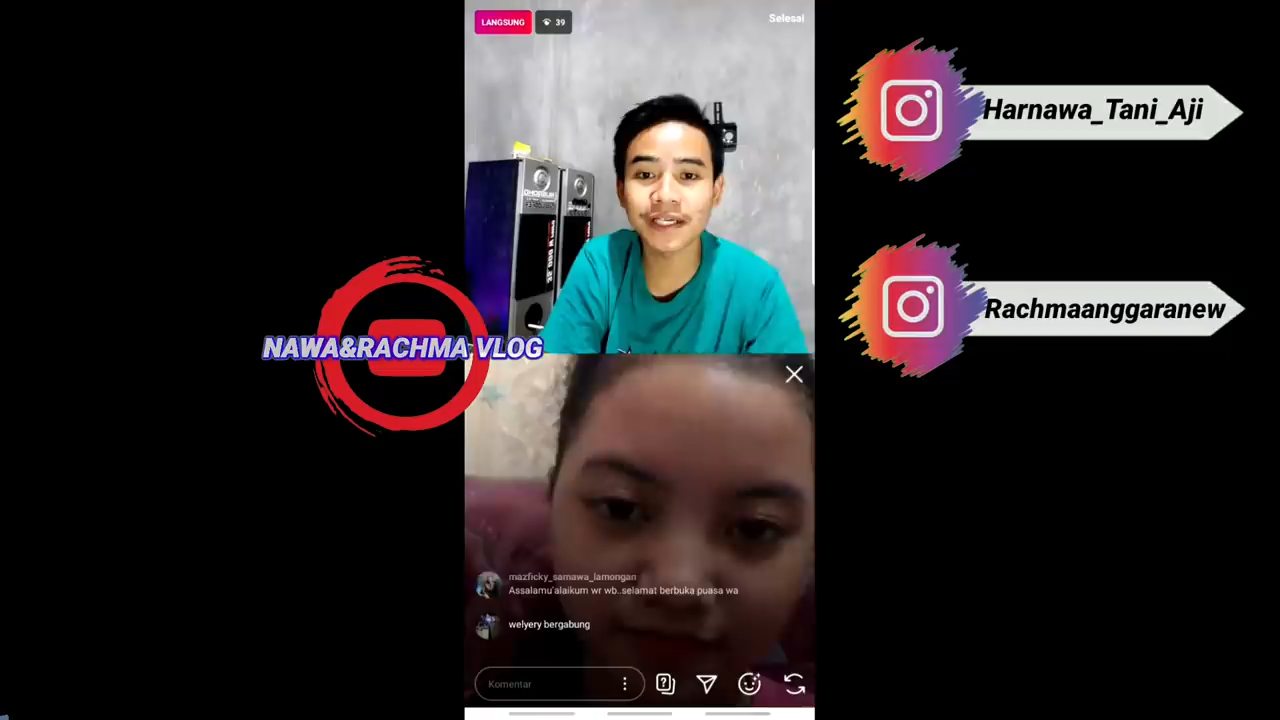 LANGSUNG
39
Selesai
Harnawa_Tani_Aji
Rachmaanggaranew
NAWA&RACHMA VLOG
mazficky_samawa_lamongan
Assalamu'alaikum wr wb..selamat berbuka puasa wa
welyery bergabung
Komentar